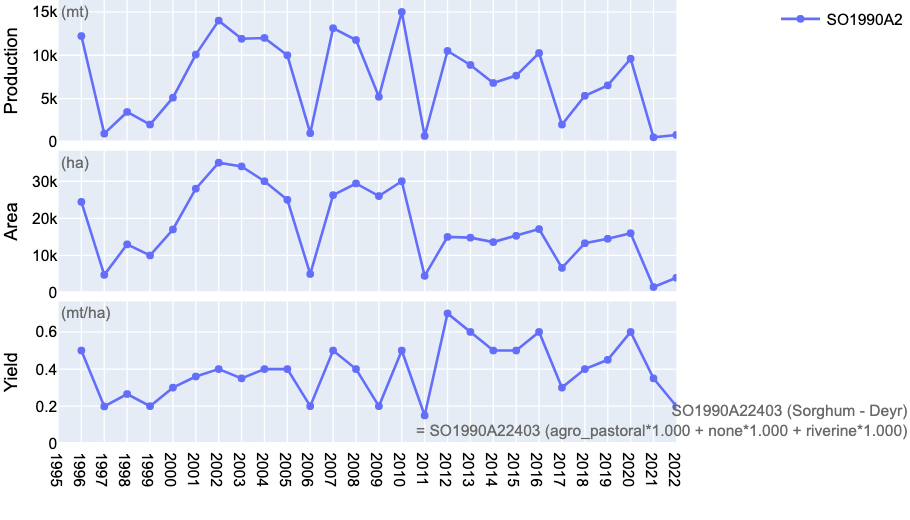 SO1990A2
Production
(mt)
15k
10k
5k
0
Area
(ha)
30k
20k
10k
0
Yield
(mt/ha)
0.6
0.4
0.2
0
SO1990A22403 (Sorghum - Deyr)
= SO1990A22403 (agro_pastoral*1.000 + none*1.000 + riverine*1.000)
1995
1996
1997
1998
1999
2000
2001
2002
2003
2004
2005
2006
2007
2008
2009
2010
2011
2012
2013
2014
2015
2016
2017
2018
2019
2020
2021
2022